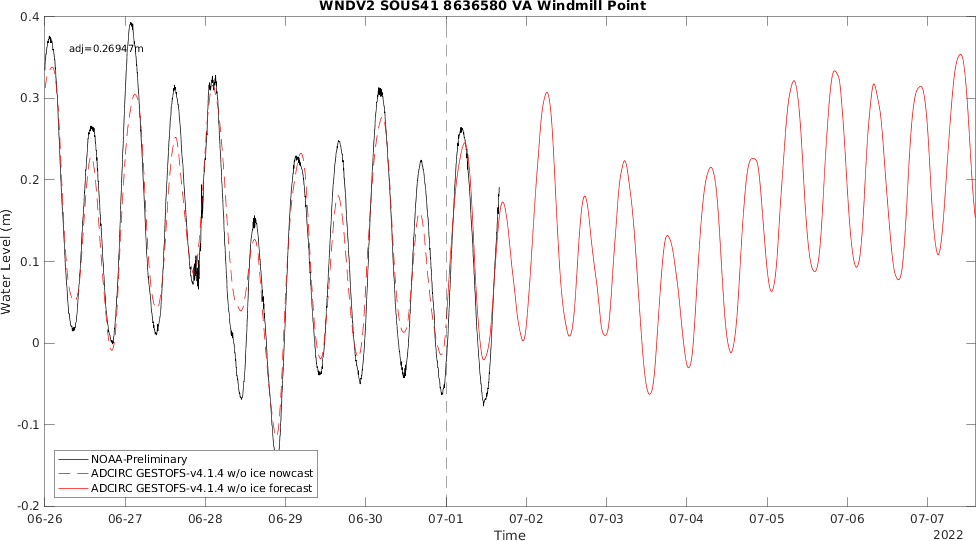 WNDV2 SOUS41 8636580 VA Windmill Point
adj=0.26947m
Water Level (m)
0.4
0.3
0.2
0.1
0
-0.1
-0.2
NOAA-Preliminary
ADCIRC GESTOFS-v4.1.4 w/o ice nowcast
ADCIRC GESTOFS-v4.1.4 w/o ice forecast
06-26 06-27 06-28 06-29 06-30 07-01 07-02 07-03 07-04 07-05 07-06 07-07
Time
2022